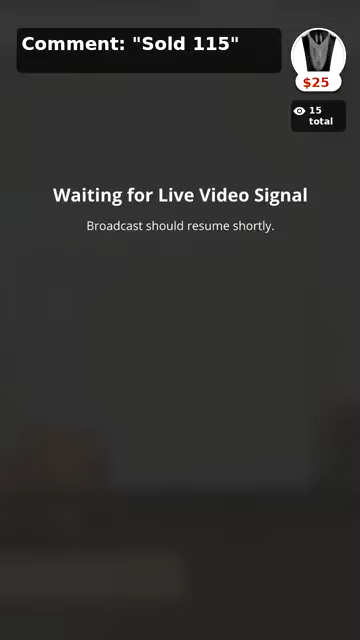 Comment: "Sold 115"
$25
15
total
Waiting for Live Video Signal
Broadcast should resume shortly.